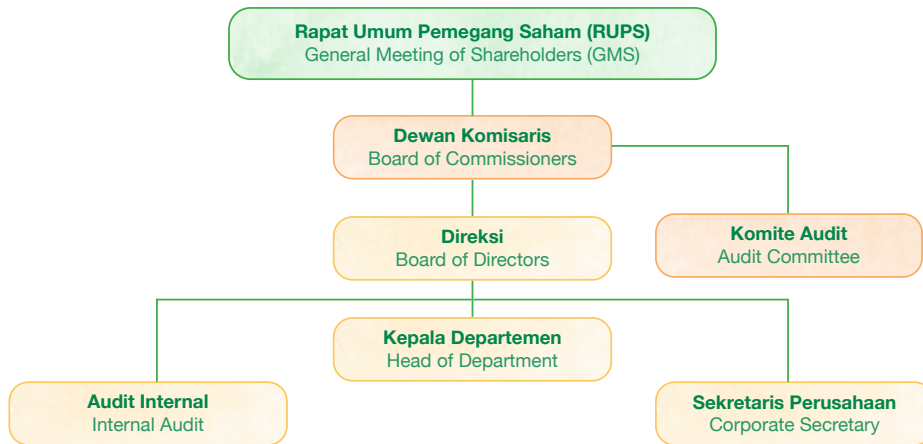 Rapat Umum Pemegang Saham (RUPS)
General Meeting of Shareholders (GMS)
Dewan Komisaris
Board of Commissioners
Direksi
Board of Directors
Komite Audit
Audit Committee
Kepala Departemen
Head of Department
Audit Internal
Internal Audit
Sekretaris Perusahaan
Corporate Secretary